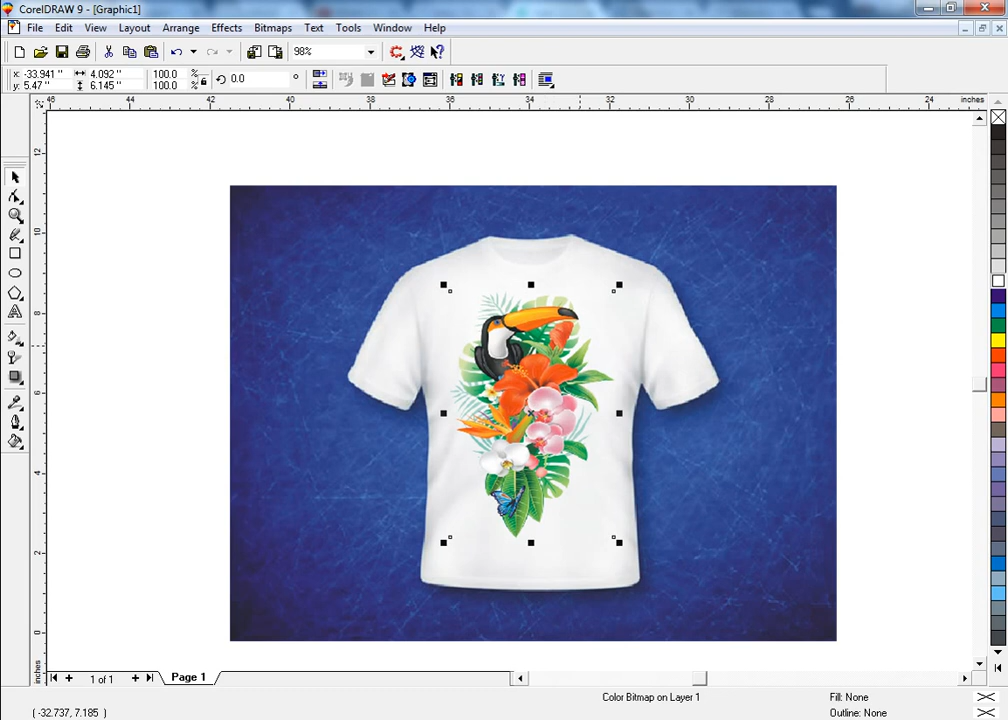 CorelDRAW 9 - [Graphic1]
File Edit View Layout Arrange Effects Bitmaps Text Tools Window Help
98%
x: -33.941 " 4.092 " 100.0 %
y: 5.47 " 6.145 " 100.0 %
0.0 °
46 44 42 40 38 36 34 32 30 28 26 24 inches
12
10
8
6
4
2
0
inches
1 of 1 Page 1
Color Bitmap on Layer 1 Fill: None
( -32.737, 7.185 ) Outline: None